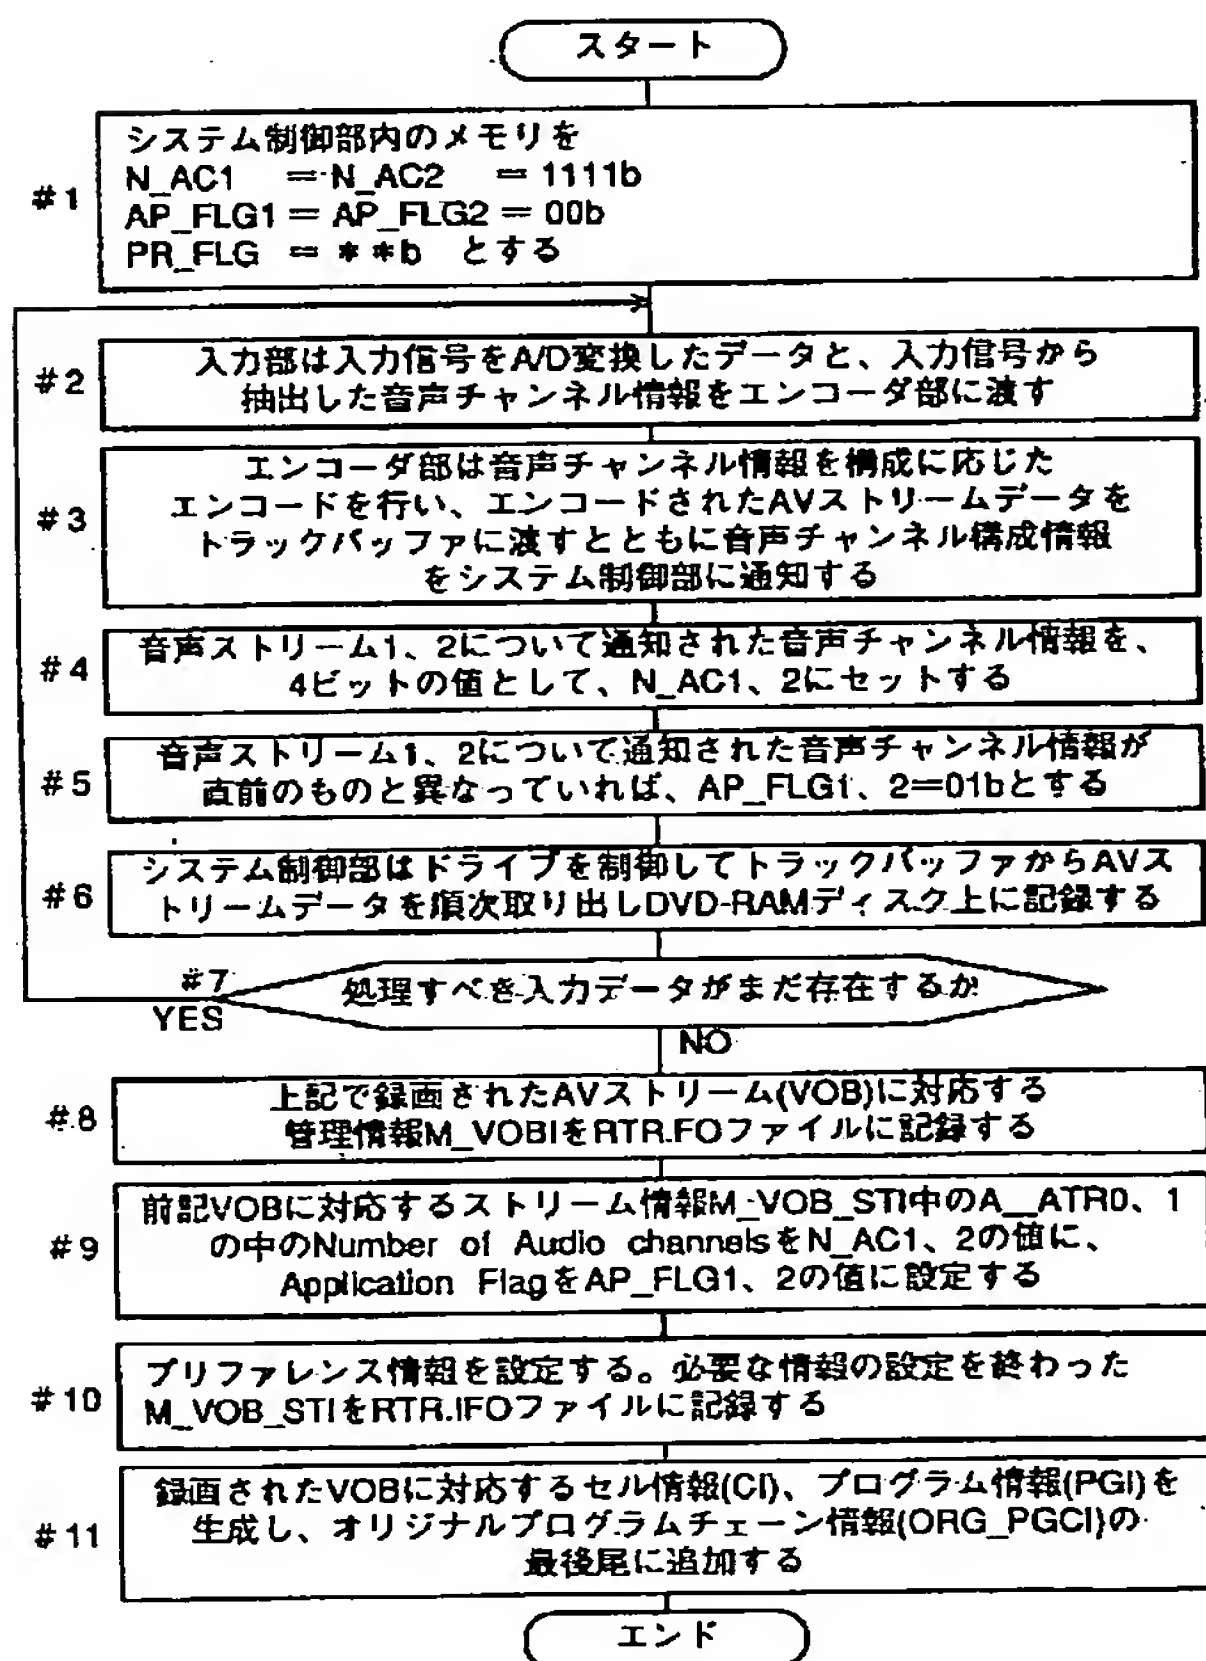 スタート
#1
システム制御部内のメモリを
N_AC1 =N_AC2 =1111b
AP_FLG1=AP_FLG2=00b
PR_FLG =**b とする
#2
入力部は入力信号をA/D変換したデータと、入力信号から
抽出した音声チャンネル情報をエンコーダ部に渡す
#3
エンコーダ部は音声チャンネル情報を構成に応じた
エンコードを行い、エンコードされたAVストリームデータを
トラックバッファに渡すとともに音声チャンネル構成情報
をシステム制御部に通知する
#4
音声ストリーム1、2について通知された音声チャンネル情報を、
4ビットの値として、N_AC1、2にセットする
#5
音声ストリーム1、2について通知された音声チャンネル情報が
直前のものと異なっていれば、AP_FLG1、2=01bとする
#6
システム制御部はドライブを制御してトラックバッファからAVス
トリームデータを順次取り出しDVD-RAMディスク上に記録する
#7
処理すべき入力データがまだ存在するか
YES
NO
#8
上記で録画されたAVストリーム(VOB)に対応する
管理情報M_VOBIをRTR.FOファイルに記録する
#9
前記VOBに対応するストリーム情報M_VOB_STI中のA_ATR0、1
の中のNumber of Audio channelsをN_AC1、2の値に、
Application FlagをAP_FLG1、2の値に設定する
#10
プリファレンス情報を設定する。必要な情報の設定を終わった
M_VOB_STIをRTR.IFOファイルに記録する
#11
録画されたVOBに対応するセル情報(CI)、プログラム情報(PGI)を
生成し、オリジナルプログラムチェーン情報(ORG_PGCI)の
最後尾に追加する
エンド